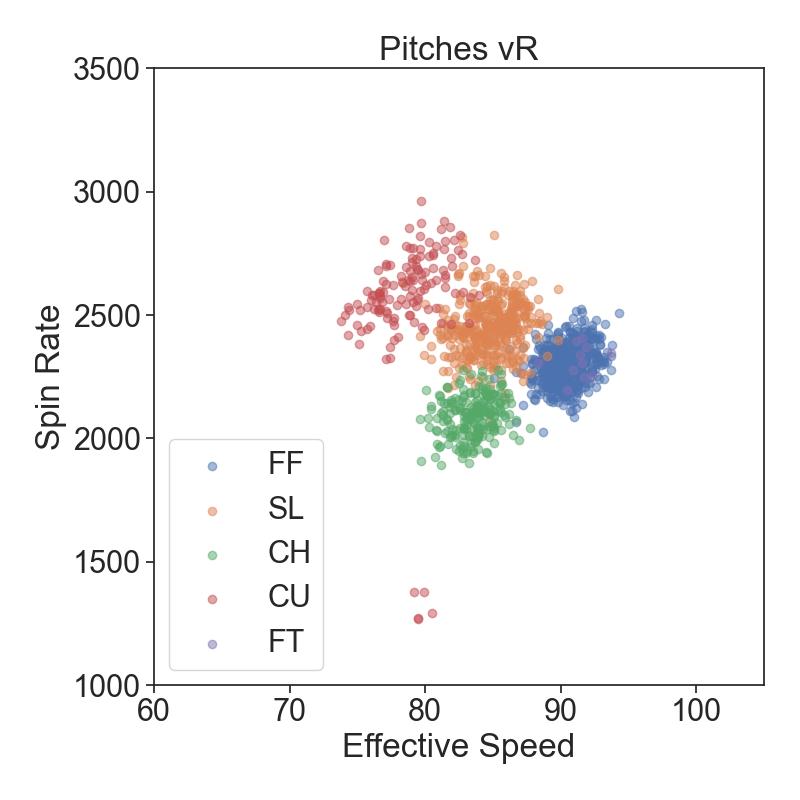 Pitches vR
3500
3000
2500
2000
1500
1000
Spin Rate
FF
SL
CH
CU
FT
60 70 80 90 100
Effective Speed